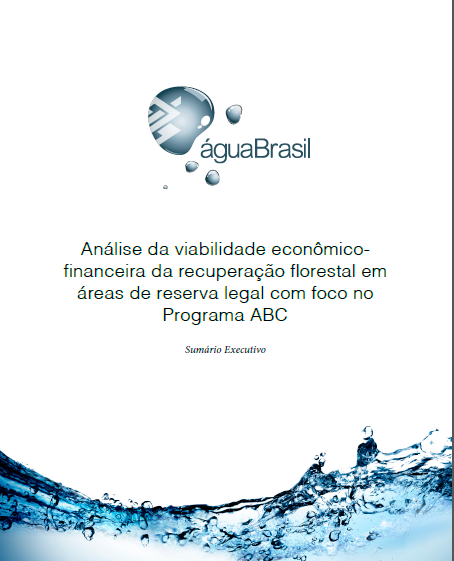 águaBrasil
Análise da viabilidade econômico-
financeira da recuperação florestal em
áreas de reserva legal com foco no
Programa ABC
Sumário Executivo